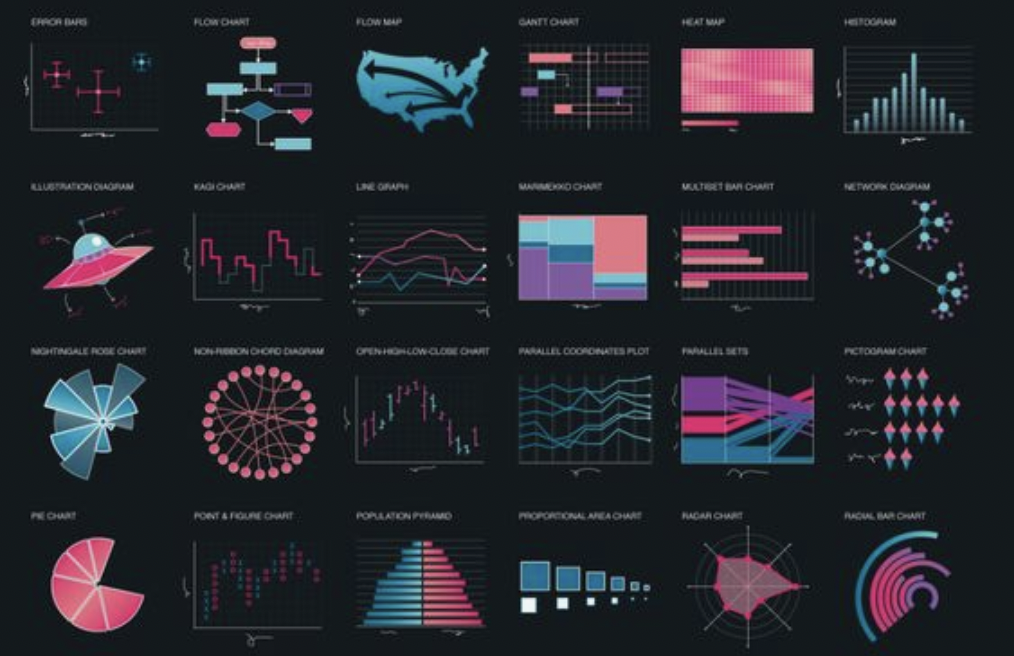 ERROR BARS
FLOW CHART
FLOW MAP
GANTT CHART
HEAT MAP
HISTOGRAM
ILLUSTRATION DIAGRAM
KAGI CHART
LINE GRAPH
MARIMEKKO CHART
MULTISET BAR CHART
NETWORK DIAGRAM
NIGHTINGALE ROSE CHART
NON-RIBBON CHORD DIAGRAM
OPEN-HIGH-LOW-CLOSE CHART
PARALLEL COORDINATES PLOT
PARALLEL SETS
PICTOGRAM CHART
PIE CHART
POINT & FIGURE CHART
POPULATION PYRAMID
PROPORTIONAL AREA CHART
RADAR CHART
RADIAL BAR CHART